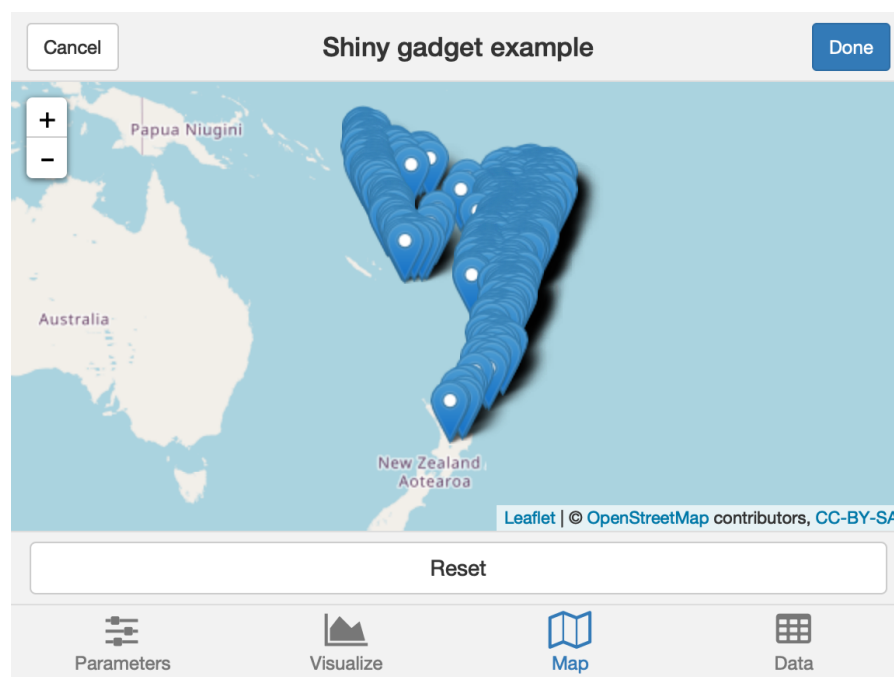 Cancel
Shiny gadget example
Done
+
−
Papua Niugini
Australia
New Zealand
Aotearoa
Leaflet | © OpenStreetMap contributors, CC-BY-SA
Reset
Parameters
Visualize
Map
Data